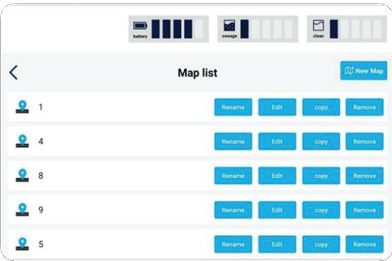 battery sewage clean
Map list New Map
1 Rename Edit copy Remove
4 Rename Edit copy Remove
8 Rename Edit copy Remove
9 Rename Edit copy Remove
5 Rename Edit copy Remove